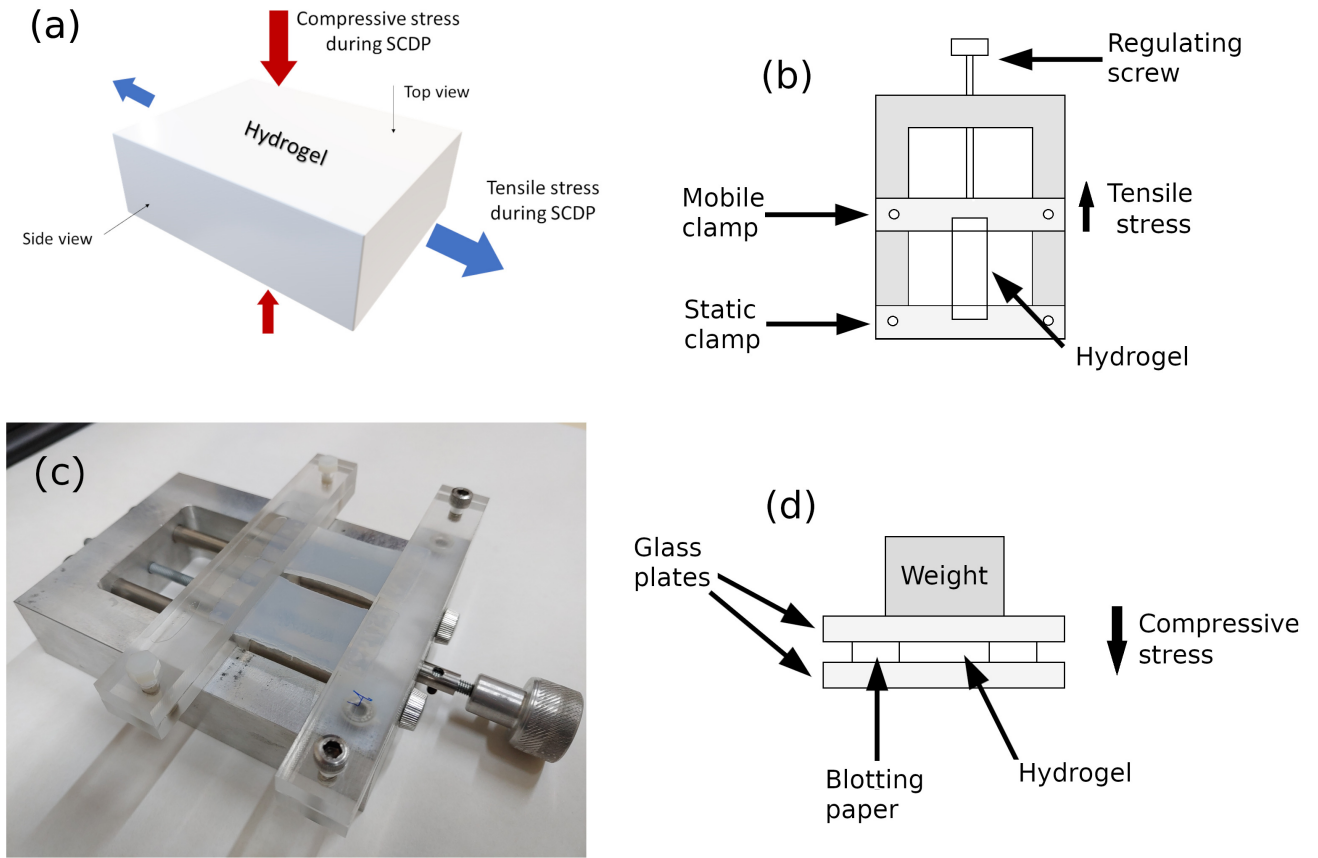 (a)
Compressive stress
during SCDP
Top view
Hydrogel
Tensile stress
during SCDP
Side view
(b)
Regulating
screw
Mobile
clamp
Tensile
stress
Static
clamp
Hydrogel
(c)
(d)
Glass
plates
Weight
Compressive
stress
Blotting
paper
Hydrogel